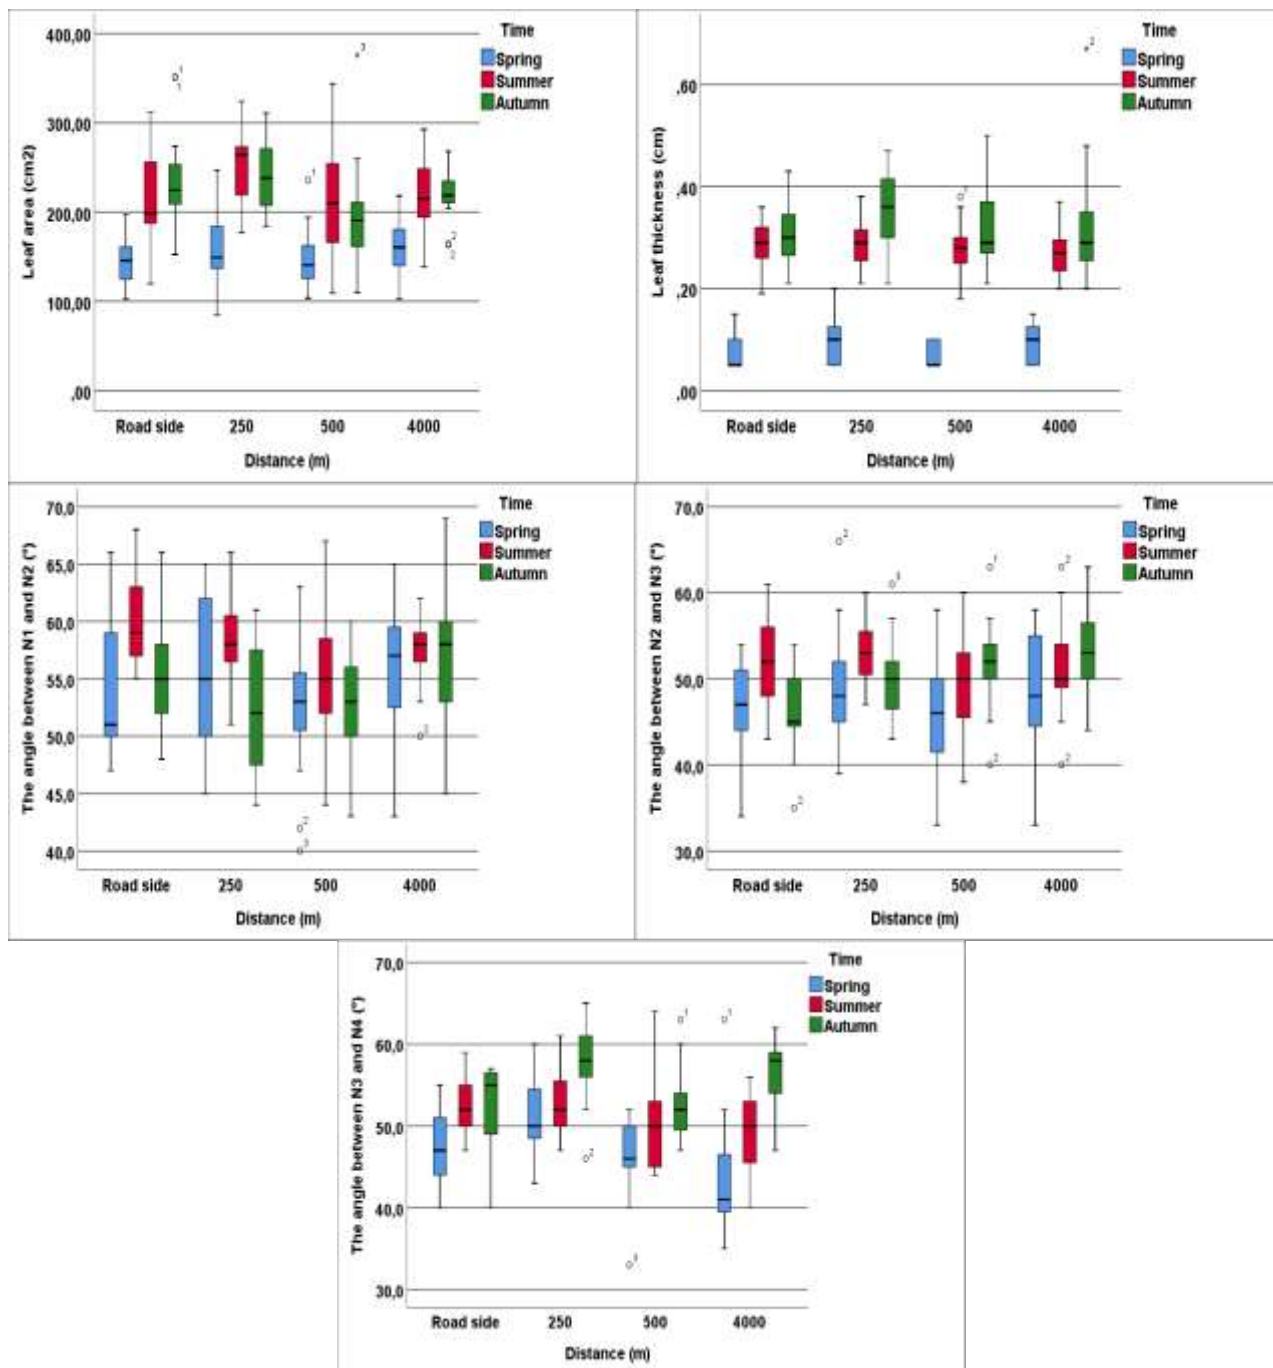 Time
Spring
Summer
Autumn
Leaf area (cm2)
400,00
300,00
200,00
100,00
,00
Road side 250 500 4000
Distance (m)
Time
Spring
Summer
Autumn
Leaf thickness (cm)
,60
,40
,20
,00
Road side 250 500 4000
Distance (m)
Time
Spring
Summer
Autumn
The angle between N1 and N2 (°)
70,0
65,0
60,0
55,0
50,0
45,0
40,0
Road side 250 500 4000
Distance (m)
Time
Spring
Summer
Autumn
The angle between N2 and N3 (°)
70,0
60,0
50,0
40,0
30,0
Road side 250 500 4000
Distance (m)
Time
Spring
Summer
Autumn
The angle between N3 and N4 (°)
70,0
60,0
50,0
40,0
30,0
Road side 250 500 4000
Distance (m)